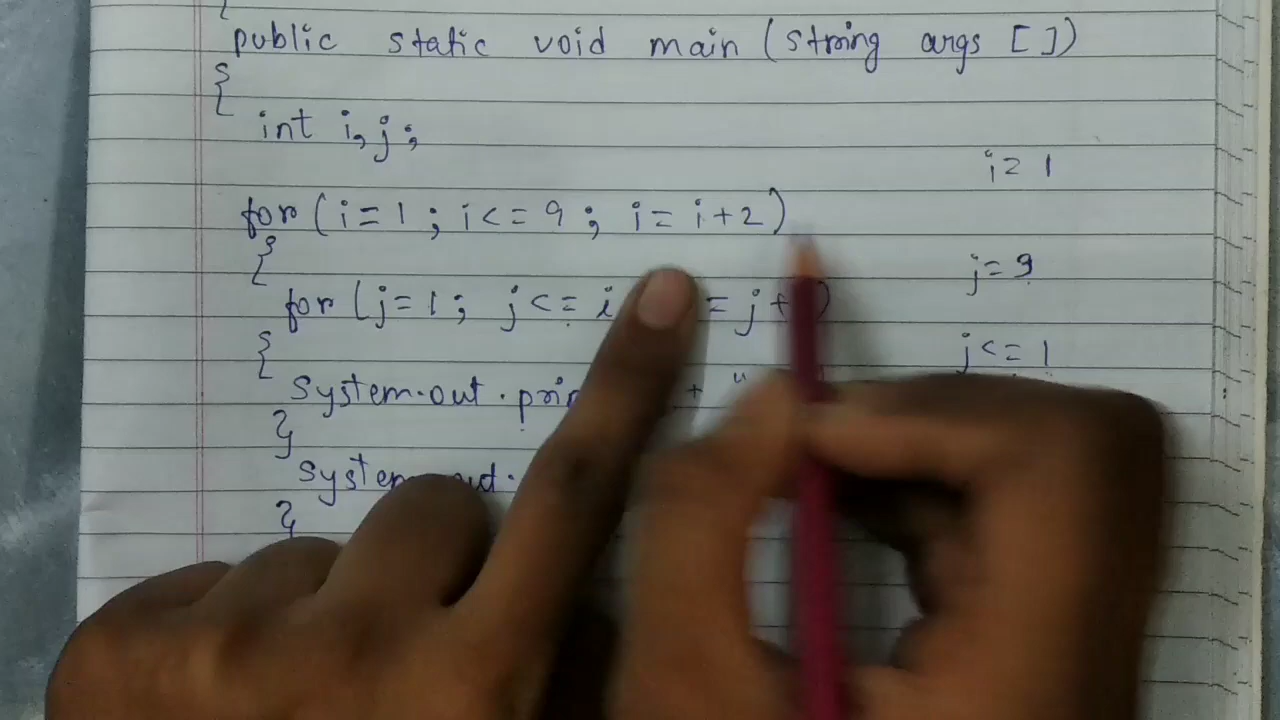 {
public static void main (string args [ ])
{
int i, j ;
i = 1
for ( i = 1 ; i <= 9 ; i = i + 2 )
{
j = 9
for ( j = 1 ; j <= i = j + )
{
j <= 1
System.out . + "
}
System .
}